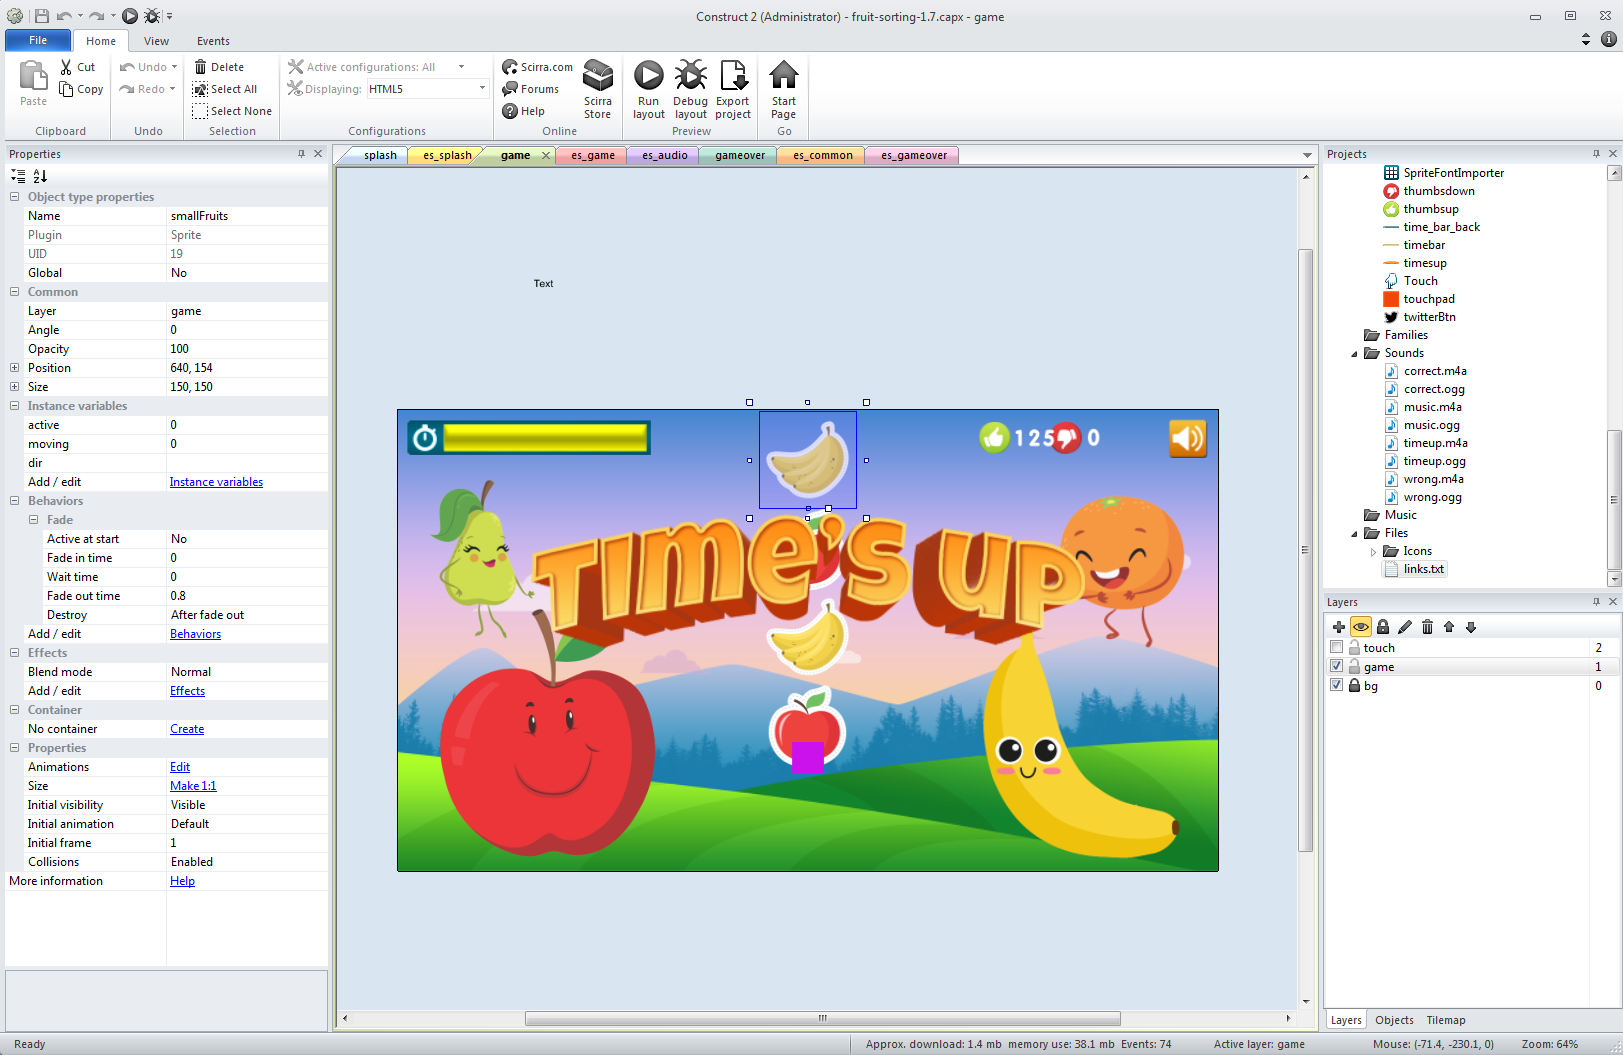 Construct 2 (Administrator) - fruit-sorting-1.7.capx - game
File Home View Events
Paste
Cut
Copy
Clipboard
Undo
Redo
Undo
Delete
Select All
Select None
Selection
Active configurations: All
Displaying: HTML5
Configurations
Scirra.com
Forums
Help
Scirra
Store
Online
Run
layout
Debug
layout
Export
project
Preview
Start
Page
Go
Properties
Object type properties
Name smallFruits
Plugin Sprite
UID 19
Global No
Common
Layer game
Angle 0
Opacity 100
Position 640, 154
Size 150, 150
Instance variables
active 0
moving 0
dir
Add / edit Instance variables
Behaviors
Fade
Active at start No
Fade in time 0
Wait time 0
Fade out time 0.8
Destroy After fade out
Add / edit Behaviors
Effects
Blend mode Normal
Add / edit Effects
Container
No container Create
Properties
Animations Edit
Size Make 1:1
Initial visibility Visible
Initial animation Default
Initial frame 1
Collisions Enabled
More information Help
splash es_splash game es_game es_audio gameover es_common es_gameover
Text
125 0
TIME'S UP
Projects
SpriteFontImporter
thumbsdown
thumbsup
time_bar_back
timebar
timesup
Touch
touchpad
twitterBtn
Families
Sounds
correct.m4a
correct.ogg
music.m4a
music.ogg
timeup.m4a
timeup.ogg
wrong.m4a
wrong.ogg
Music
Files
Icons
links.txt
Layers
touch 2
game 1
bg 0
Layers Objects Tilemap
Ready
Approx. download: 1.4 mb memory use: 38.1 mb Events: 74 Active layer: game Mouse: (-71.4, -230.1, 0) Zoom: 64%